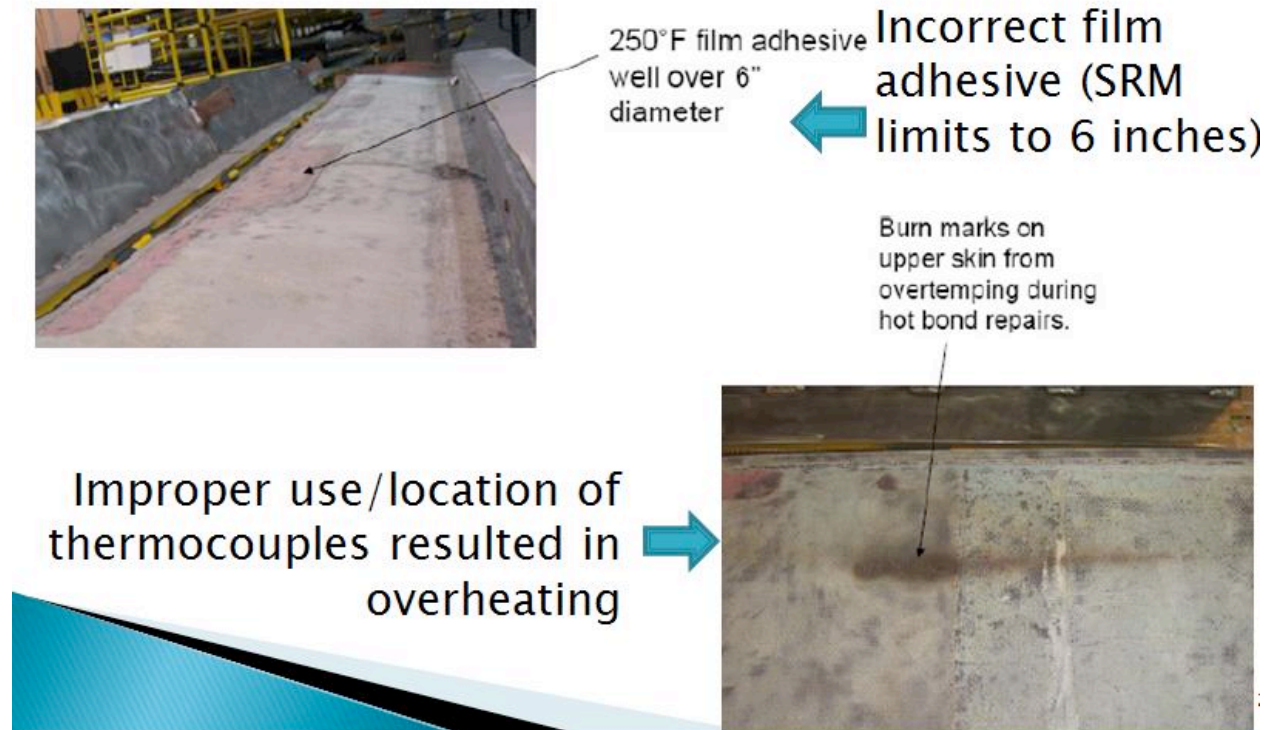 250°F film adhesive
well over 6"
diameter
Incorrect film
adhesive (SRM
limits to 6 inches)
Burn marks on
upper skin from
overtemping during
hot bond repairs.
Improper use/location of
thermocouples resulted in
overheating